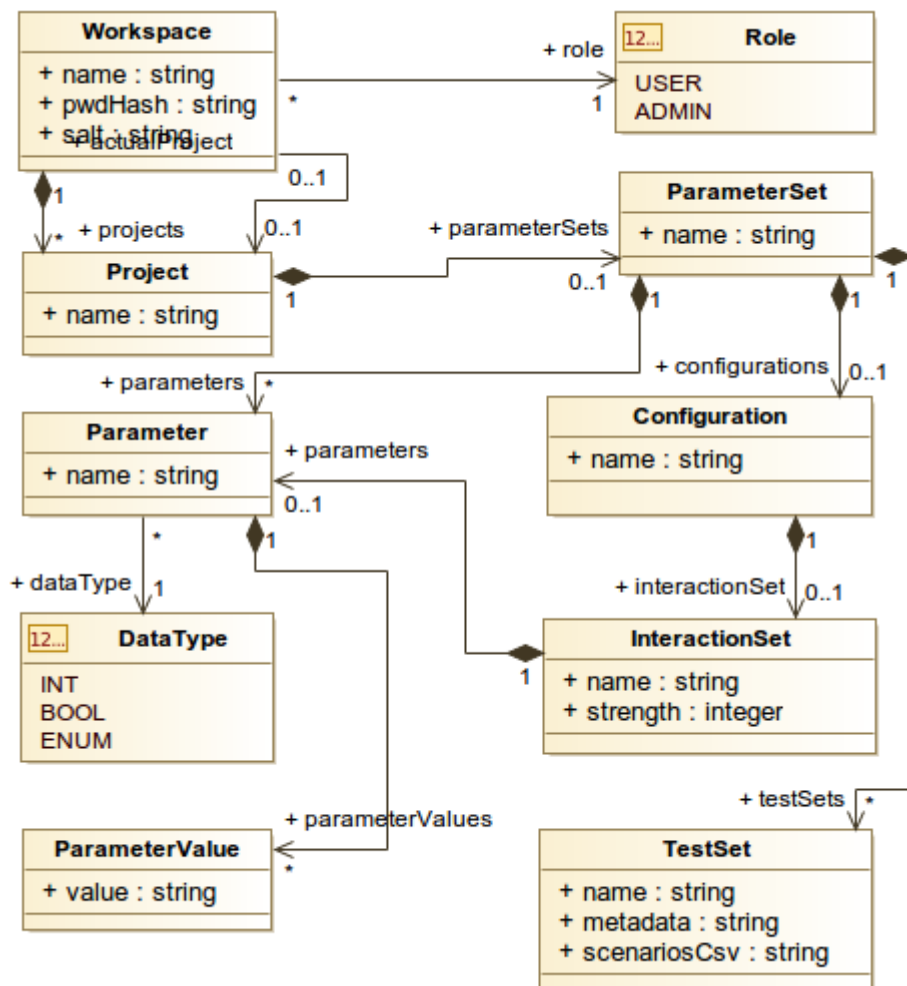 Workspace
+ name : string
+ pwdHash : string
+ salt : string
+ actualProject
+ role
*
1
12...
Role
USER
ADMIN
0..1
0..1
1
*
+ projects
Project
+ name : string
1
+ parameterSets
0..1
ParameterSet
+ name : string
1
1
1
+ parameters
*
+ configurations
0..1
Parameter
+ name : string
+ parameters
0..1
Configuration
+ name : string
*
1
1
+ dataType
1
+ interactionSet
0..1
12...
DataType
INT
BOOL
ENUM
1
InteractionSet
+ name : string
+ strength : integer
+ parameterValues
*
ParameterValue
+ value : string
+ testSets
*
TestSet
+ name : string
+ metadata : string
+ scenariosCsv : string